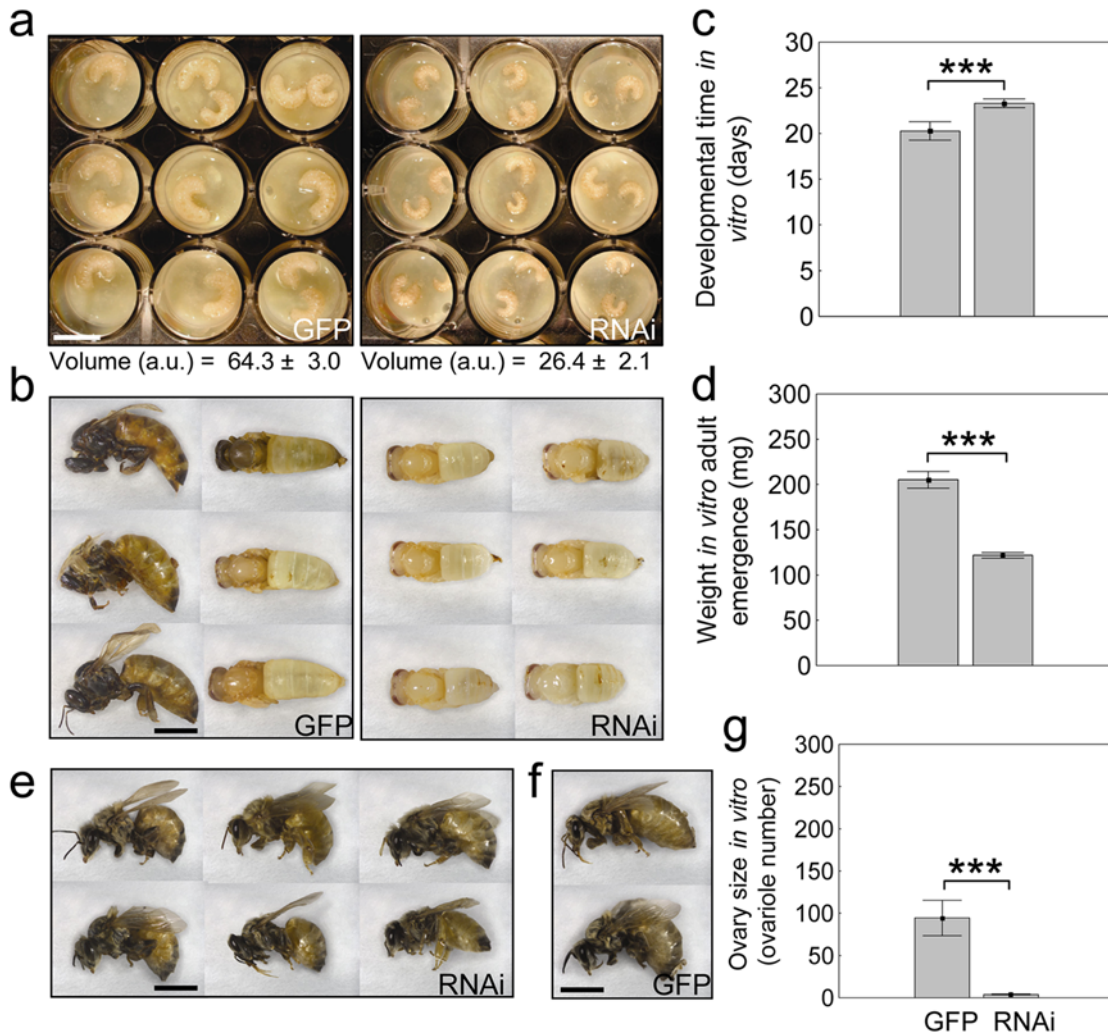 a
GFP
RNAi
Volume (a.u.) = 64.3 ± 3.0
Volume (a.u.) = 26.4 ± 2.1
b
GFP
RNAi
e
RNAi
f
GFP
c
Developmental time in
vitro (days)
30
25
20
15
10
5
0
***
d
Weight in vitro adult
emergence (mg)
300
250
200
150
100
50
0
***
g
Ovary size in vitro
(ovariole number)
300
250
200
150
100
50
0
***
GFP RNAi